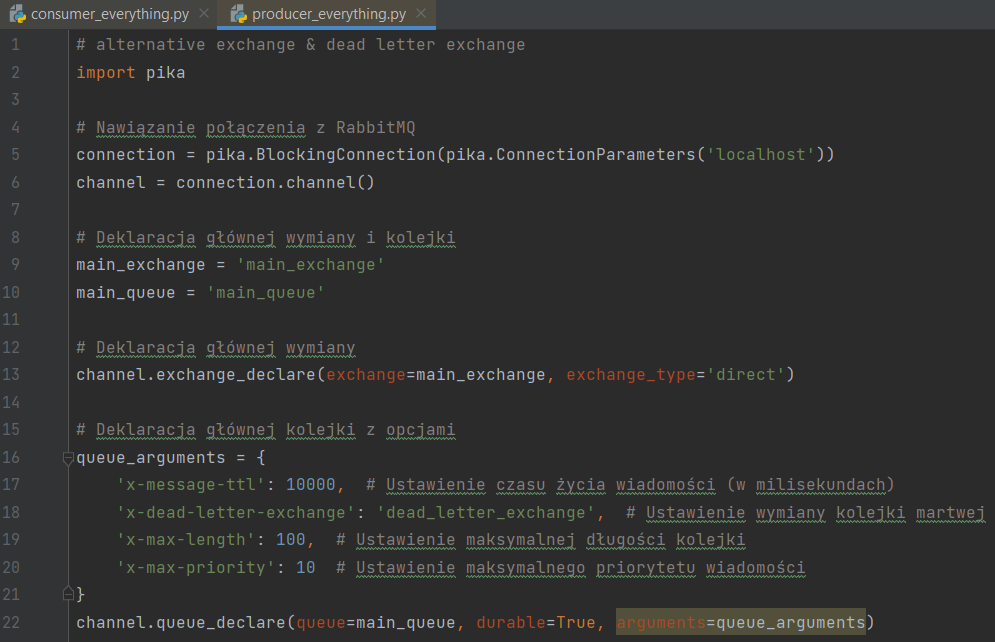 consumer_everything.py producer_everything.py
1 # alternative exchange & dead letter exchange
2 import pika
3
4 # Nawiązanie połączenia z RabbitMQ
5 connection = pika.BlockingConnection(pika.ConnectionParameters('localhost'))
6 channel = connection.channel()
7
8 # Deklaracja głównej wymiany i kolejki
9 main_exchange = 'main_exchange'
10 main_queue = 'main_queue'
11
12 # Deklaracja głównej wymiany
13 channel.exchange_declare(exchange=main_exchange, exchange_type='direct')
14
15 # Deklaracja głównej kolejki z opcjami
16 queue_arguments = {
17     'x-message-ttl': 10000,  # Ustawienie czasu życia wiadomości (w milisekundach)
18     'x-dead-letter-exchange': 'dead_letter_exchange',  # Ustawienie wymiany kolejki martwej
19     'x-max-length': 100,  # Ustawienie maksymalnej długości kolejki
20     'x-max-priority': 10  # Ustawienie maksymalnego priorytetu wiadomości
21 }
22 channel.queue_declare(queue=main_queue, durable=True, arguments=queue_arguments)